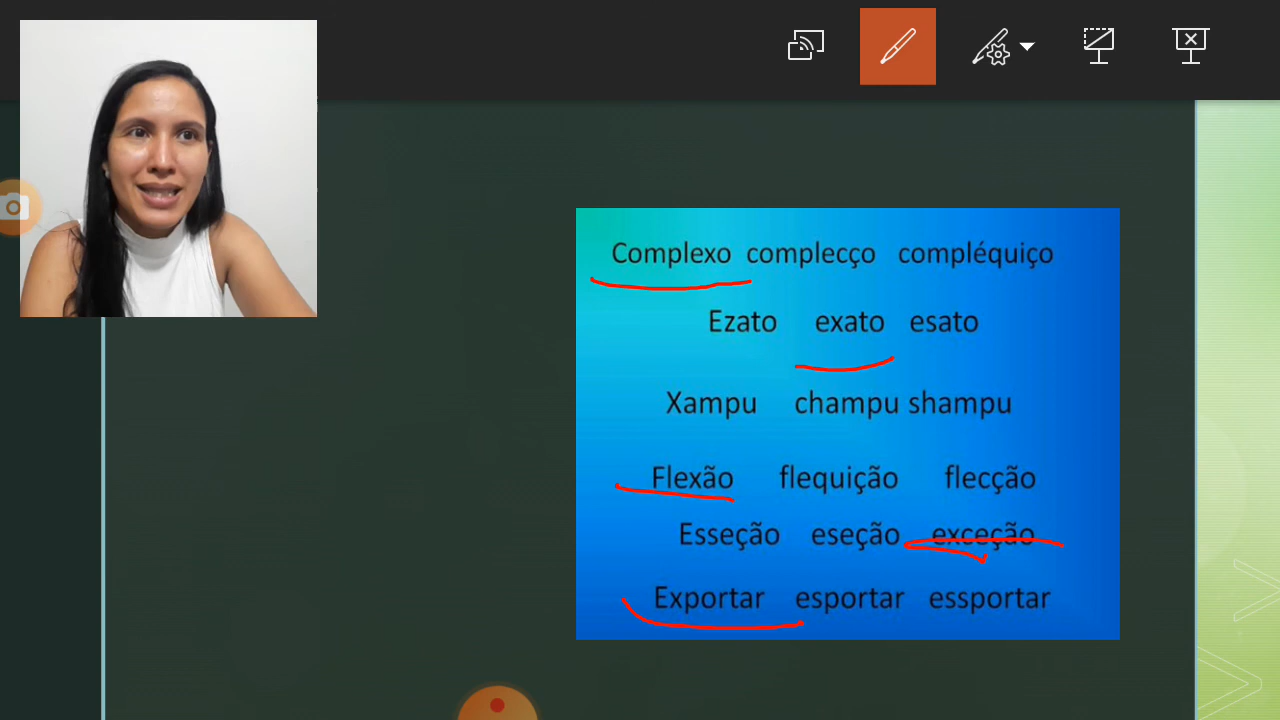 Complexo complecço compléquiço
Ezato exato esato
Xampu champu shampu
Flexão flequição flecção
Esseção eseção exceção
Exportar esportar essportar